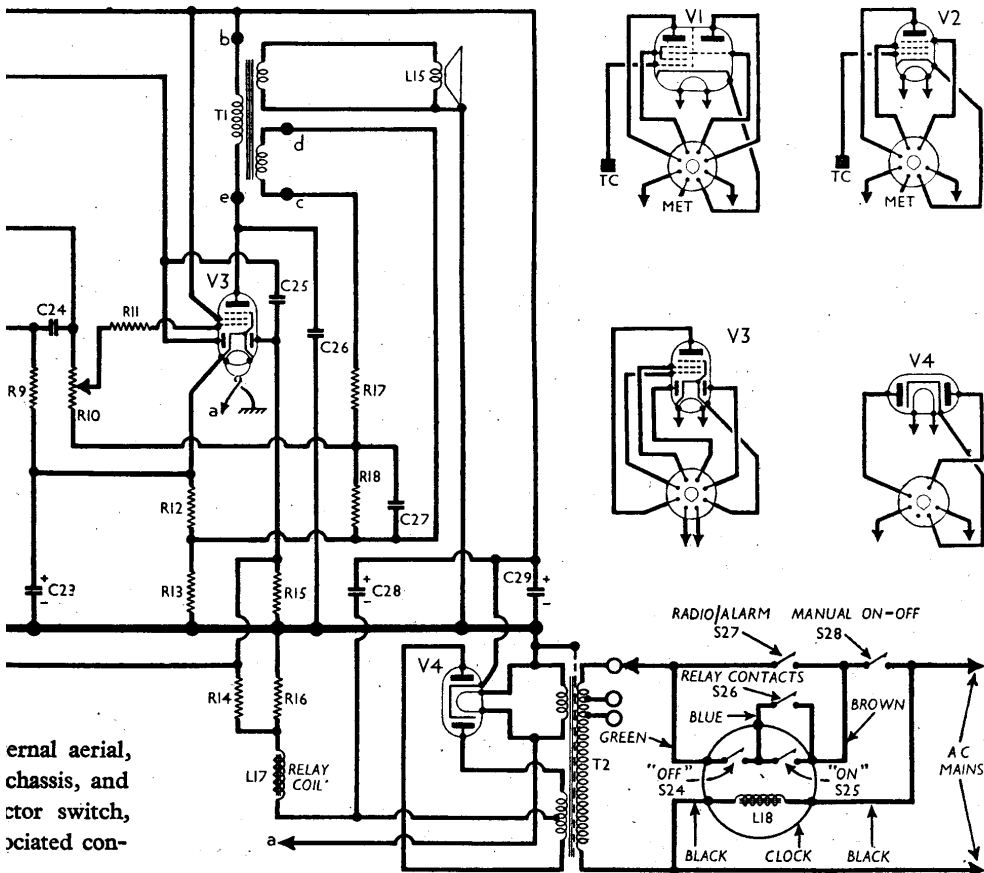 b
T1
L15
d
c
e
V3
C25
C24
R11
C26
R9
R10
a
R17
R12
R18
C27
+
C23
-
R13
R15
+
C28
-
C29
+
-
V4
R14
R16
L17
RELAY
COIL
a
T2
ernal aerial,
chassis, and
ctor switch,
ociated con-
V1
TC
MET
V2
TC
MET
V3
V4
RADIO/ALARM
S27
MANUAL ON-OFF
S28
RELAY CONTACTS
S26
BLUE
GREEN
BROWN
"OFF"
S24
"ON"
S25
L18
AC
MAINS
BLACK
CLOCK
BLACK